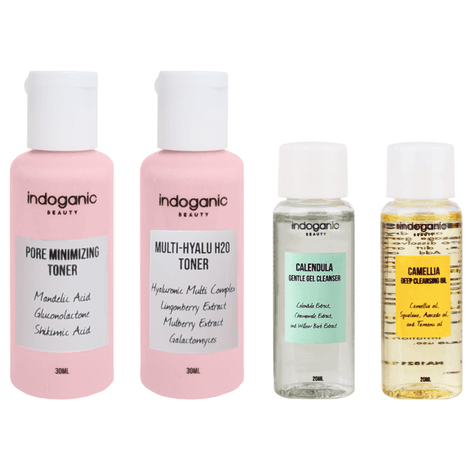 indoganic
BEAUTY
PORE MINIMIZING
TONER
Mandelic Acid
Gluconolactone
Shikimic Acid
30ML
indoganic
BEAUTY
MULTI-HYALU H2O
TONER
Hyaluronic Multi Complex
Lingonberry Extract
Mulberry Extract
Galactomyces
30ML
indoganic
BEAUTY
CALENDULA
GENTLE GEL CLEANSER
Calendula Extract,
Chamomile Extract,
and Willow Bark Extract
20ML
indoganic
BEAUTY
CAMELLIA
DEEP CLEANSING OIL
Camellia oil,
Squalane, Avocado oil,
and Tamanu oil
20ML